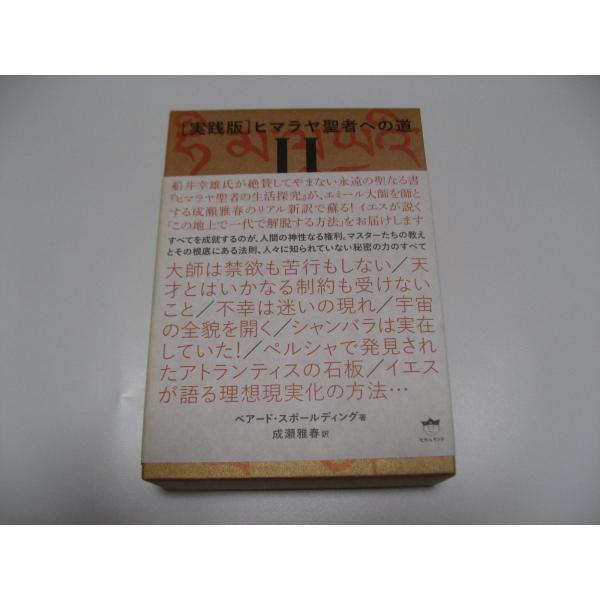 [実践版]ヒマラヤ聖者への道
II
船井幸雄氏が絶賛してやまない永遠の聖なる書
『ヒマラヤ聖者の生活探究』が、エミール大師を師と
する成瀬雅春のリアル新訳で蘇る!イエスが説く
「この地上で一代で解脱する方法」をお届けします
すべてを成就するのが、人間の神性なる権利。マスターたちの教え
とその根底にある法則、人々に知られていない秘密の力のすべて
大師は禁欲も苦行もしない/天
才とはいかなる制約も受けない
こと/不幸は迷いの現れ/宇宙
の全貌を開く/シャンバラは実在
していた!/ペルシャで発見され
たアトランティスの石板/イエス
が語る理想現実化の方法…
ベアード・スポールディング著
成瀬雅春訳
ヒカルランド